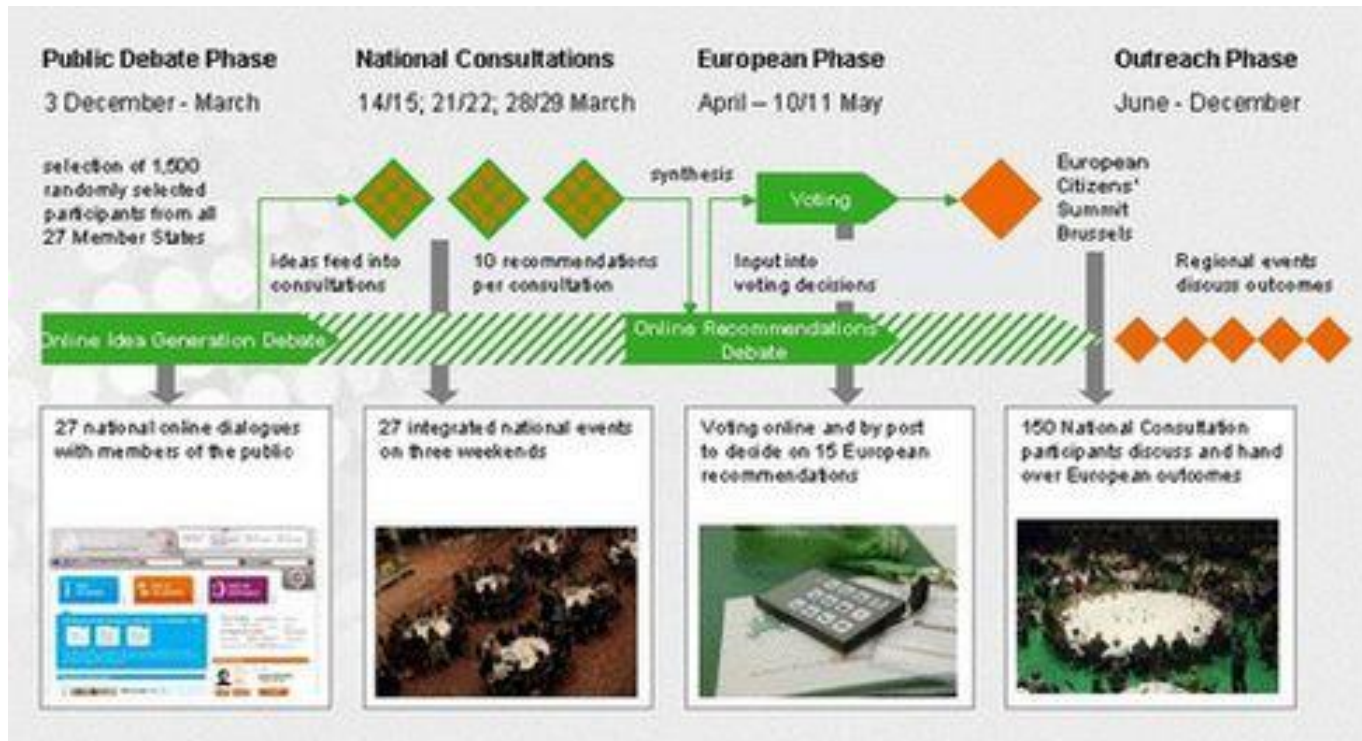 Public Debate Phase
3 December - March
National Consultations
14/15; 21/22; 28/29 March
European Phase
April – 10/11 May
Outreach Phase
June - December
selection of 1,500
randomly selected
participants from all
27 Member States
ideas feed into
consultations
10 recommendations
per consultation
synthesis
Voting
Input into
voting decisions
European
Citizens'
Summit
Brussels
Regional events
discuss outcomes
Online Idea Generation Debate
Online Recommendations
Debate
27 national online dialogues
with members of the public
27 integrated national events
on three weekends
Voting online and by post
to decide on 15 European
recommendations
150 National Consultation
participants discuss and hand
over European outcomes